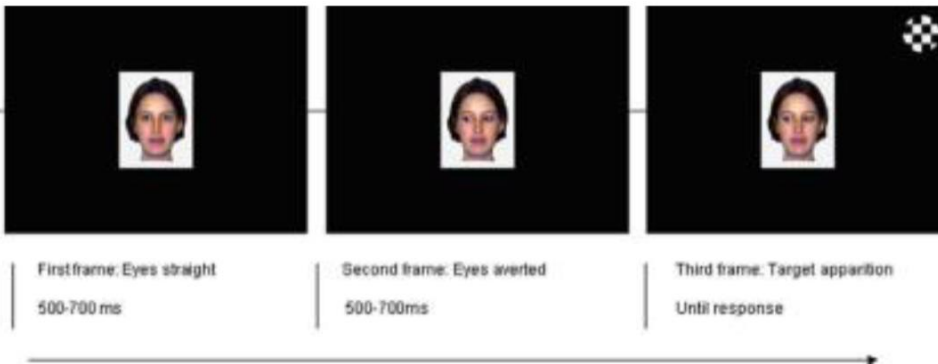 First frame: Eyes straight
500-700 ms
Second frame: Eyes averted
500-700ms
Third frame: Target apparition
Until response